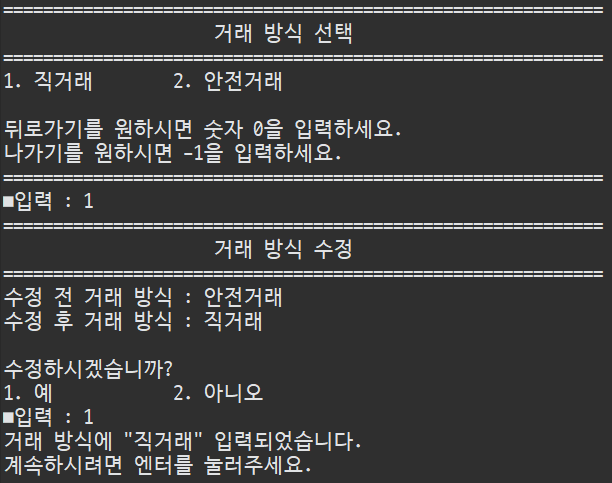 ============================================================
거래 방식 선택
============================================================
1. 직거래 2. 안전거래
뒤로가기를 원하시면 숫자 0을 입력하세요.
나가기를 원하시면 -1을 입력하세요.
============================================================
■입력 : 1
============================================================
거래 방식 수정
============================================================
수정 전 거래 방식 : 안전거래
수정 후 거래 방식 : 직거래
수정하시겠습니까?
1. 예 2. 아니오
■입력 : 1
거래 방식에 "직거래" 입력되었습니다.
계속하시려면 엔터를 눌러주세요.